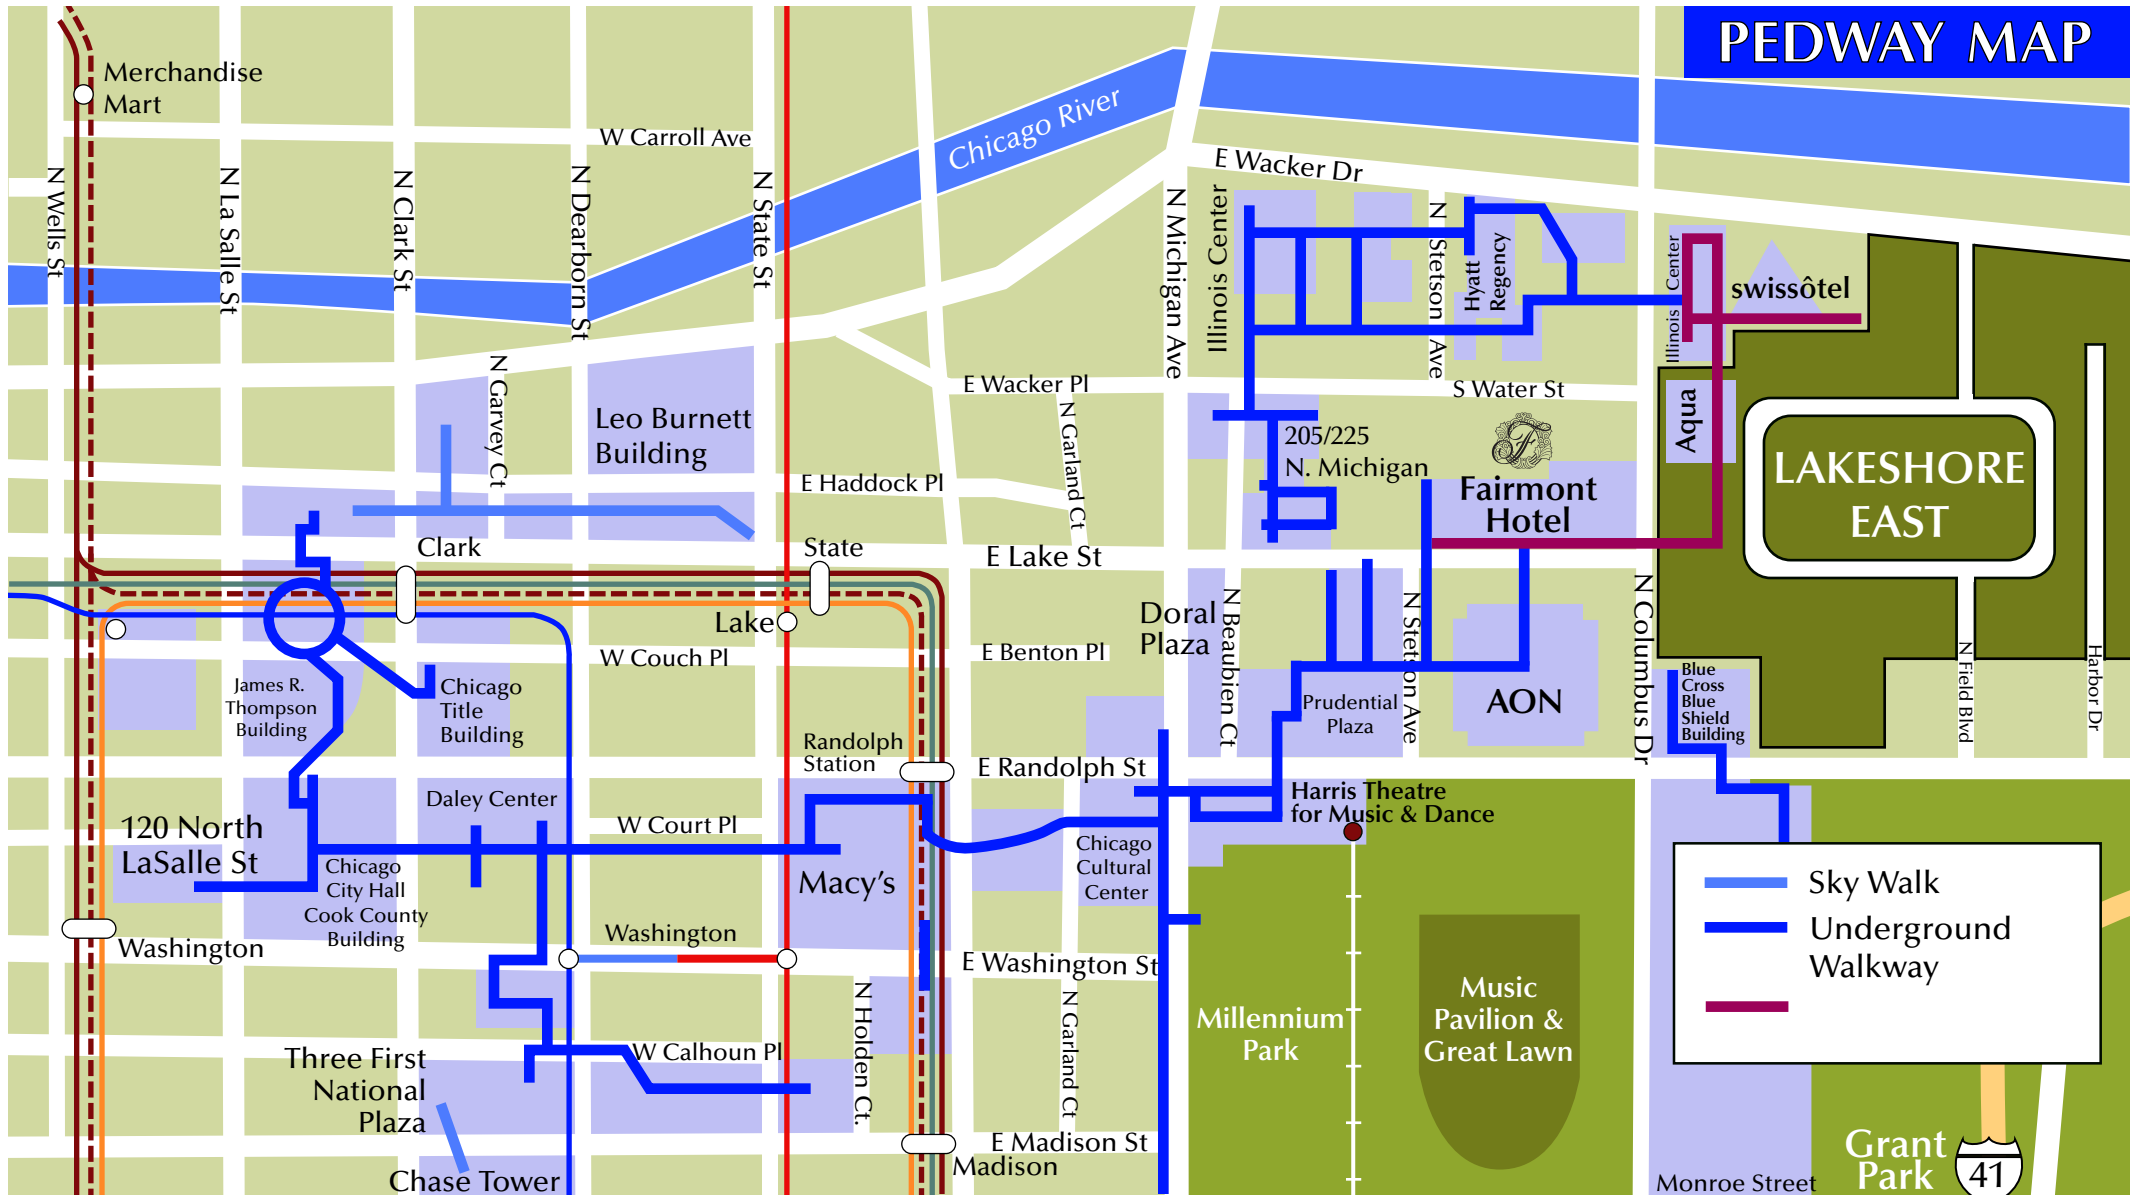 PEDWAY MAP
Merchandise
Mart
W Carroll Ave
Chicago River
E Wacker Dr
N Wells St
N La Salle St
N Clark St
N Dearborn St
N State St
N Michigan Ave
Illinois Center
N Stetson Ave
Hyatt
Regency
Illinois Center
swissôtel
N Garvey Ct
Leo Burnett
Building
E Wacker Pl
N Garland Ct
S Water St
205/225
N. Michigan
F
Fairmont
Hotel
Aqua
LAKESHORE
EAST
E Haddock Pl
Clark
State
E Lake St
Lake
W Couch Pl
E Benton Pl
Doral
Plaza
N Beaubien Ct
N Stetson Ave
N Columbus Dr
N Field Blvd
Harbor Dr
James R.
Thompson
Building
Chicago
Title
Building
Prudential
Plaza
AON
Blue
Cross
Blue
Shield
Building
Randolph
Station
E Randolph St
Harris Theatre
for Music & Dance
120 North
LaSalle St
Daley Center
W Court Pl
Chicago
City Hall
Cook County
Building
Macy's
Chicago
Cultural
Center
Sky Walk
Underground
Walkway
Washington
Washington
E Washington St
N Holden Ct.
N Garland Ct
Millennium
Park
Music
Pavilion &
Great Lawn
Three First
National
Plaza
W Calhoun Pl
E Madison St
Madison
Chase Tower
Monroe Street
Grant
Park
41